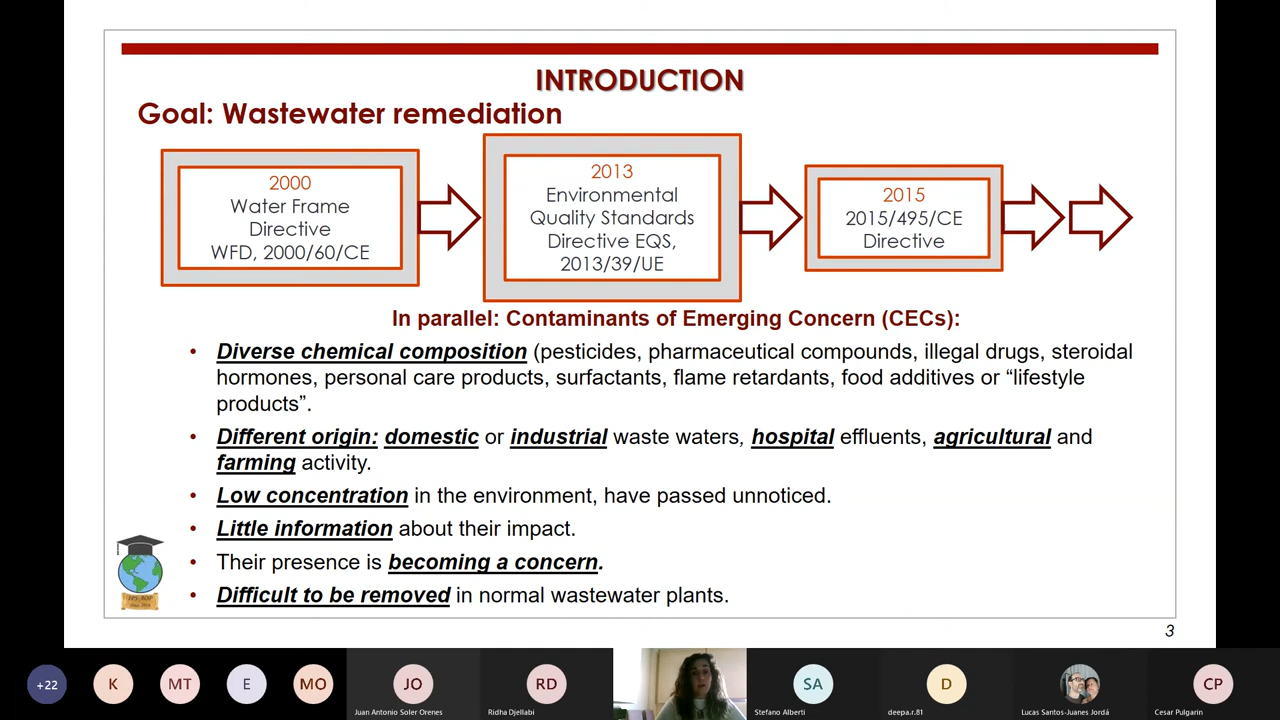 INTRODUCTION
Goal: Wastewater remediation
2000
Water Frame
Directive
WFD, 2000/60/CE
2013
Environmental
Quality Standards
Directive EQS,
2013/39/UE
2015
2015/495/CE
Directive
In parallel: Contaminants of Emerging Concern (CECs):
• Diverse chemical composition (pesticides, pharmaceutical compounds, illegal drugs, steroidal
hormones, personal care products, surfactants, flame retardants, food additives or “lifestyle
products”.
• Different origin: domestic or industrial waste waters, hospital effluents, agricultural and
farming activity.
• Low concentration in the environment, have passed unnoticed.
• Little information about their impact.
• Their presence is becoming a concern.
• Difficult to be removed in normal wastewater plants.
3
+22
K
MT
E
MO
JO
Juan Antonio Soler Orenes
RD
Ridha Djellabi
SA
Stefano Alberti
D
deepa.r.81
Lucas Santos-Juanes Jordá
CP
Cesar Pulgarin